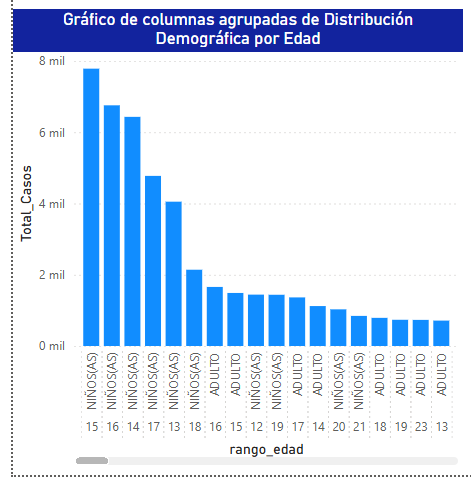 Gráfico de columnas agrupadas de Distribución
Demográfica por Edad
8 mil
6 mil
4 mil
2 mil
0 mil
Total_Casos
NIÑOS(AS) NIÑOS(AS) NIÑOS(AS) NIÑOS(AS) NIÑOS(AS) NIÑOS(AS) ADULTO ADULTO NIÑOS(AS) NIÑOS(AS) ADULTO ADULTO NIÑOS(AS) NIÑOS(AS) ADULTO ADULTO ADULTO ADULTO
15 16 14 17 13 18 16 15 12 19 17 14 20 21 18 19 23 13
rango_edad